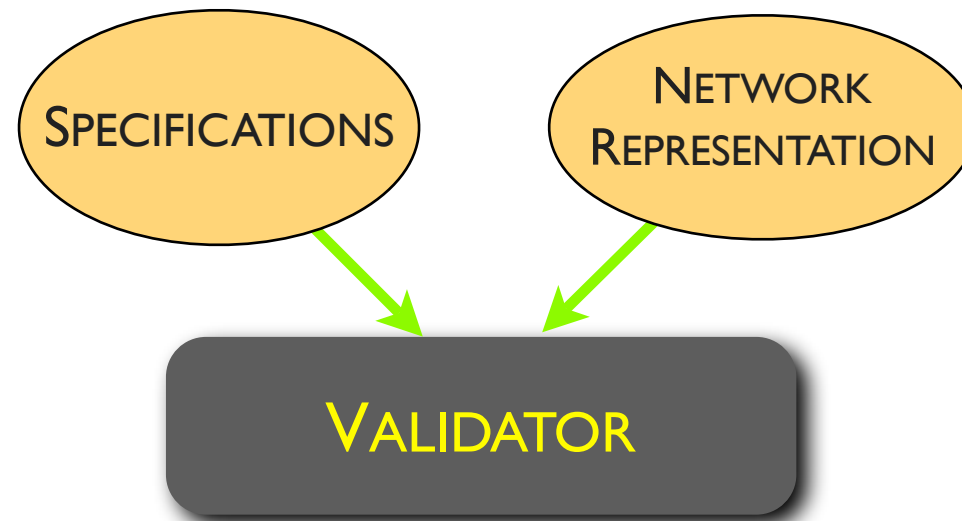 SPECIFICATIONS
NETWORK
REPRESENTATION
VALIDATOR